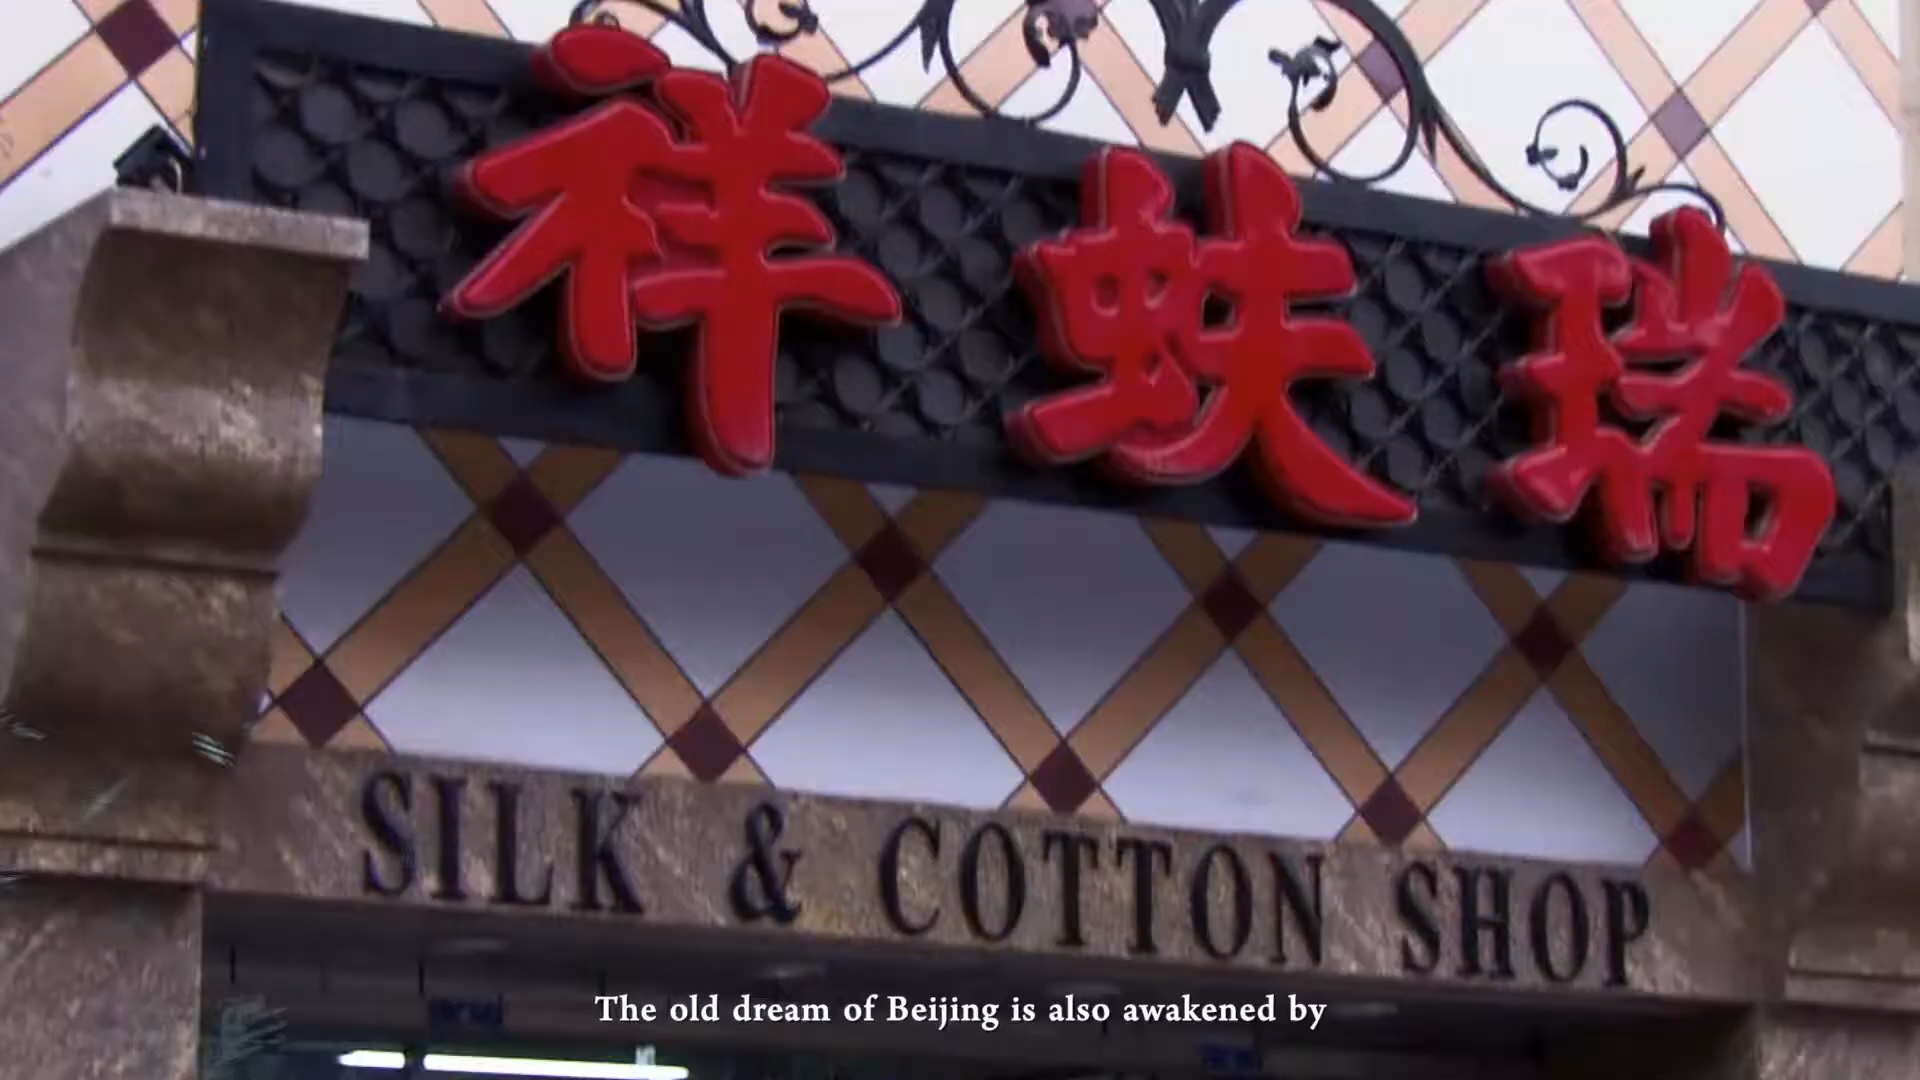 瑞蚨祥
SILK & COTTON SHOP
The old dream of Beijing is also awakened by